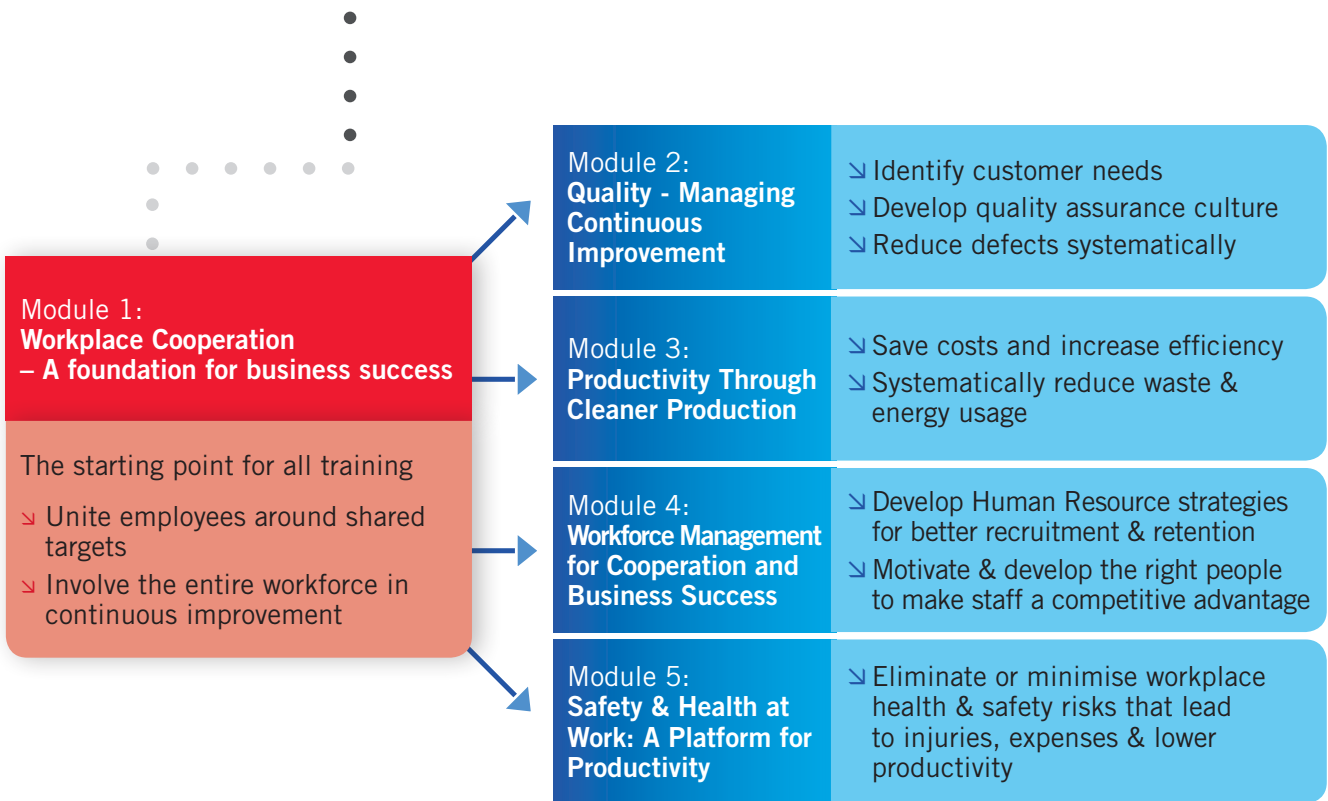 Module 1:
Workplace Cooperation
– A foundation for business success
The starting point for all training
Unite employees around shared
targets
Involve the entire workforce in
continuous improvement
Module 2:
Quality - Managing
Continuous
Improvement
Identify customer needs
Develop quality assurance culture
Reduce defects systematically
Module 3:
Productivity Through
Cleaner Production
Save costs and increase efficiency
Systematically reduce waste &
energy usage
Module 4:
Workforce Management
for Cooperation and
Business Success
Develop Human Resource strategies
for better recruitment & retention
Motivate & develop the right people
to make staff a competitive advantage
Module 5:
Safety & Health at
Work: A Platform for
Productivity
Eliminate or minimise workplace
health & safety risks that lead
to injuries, expenses & lower
productivity